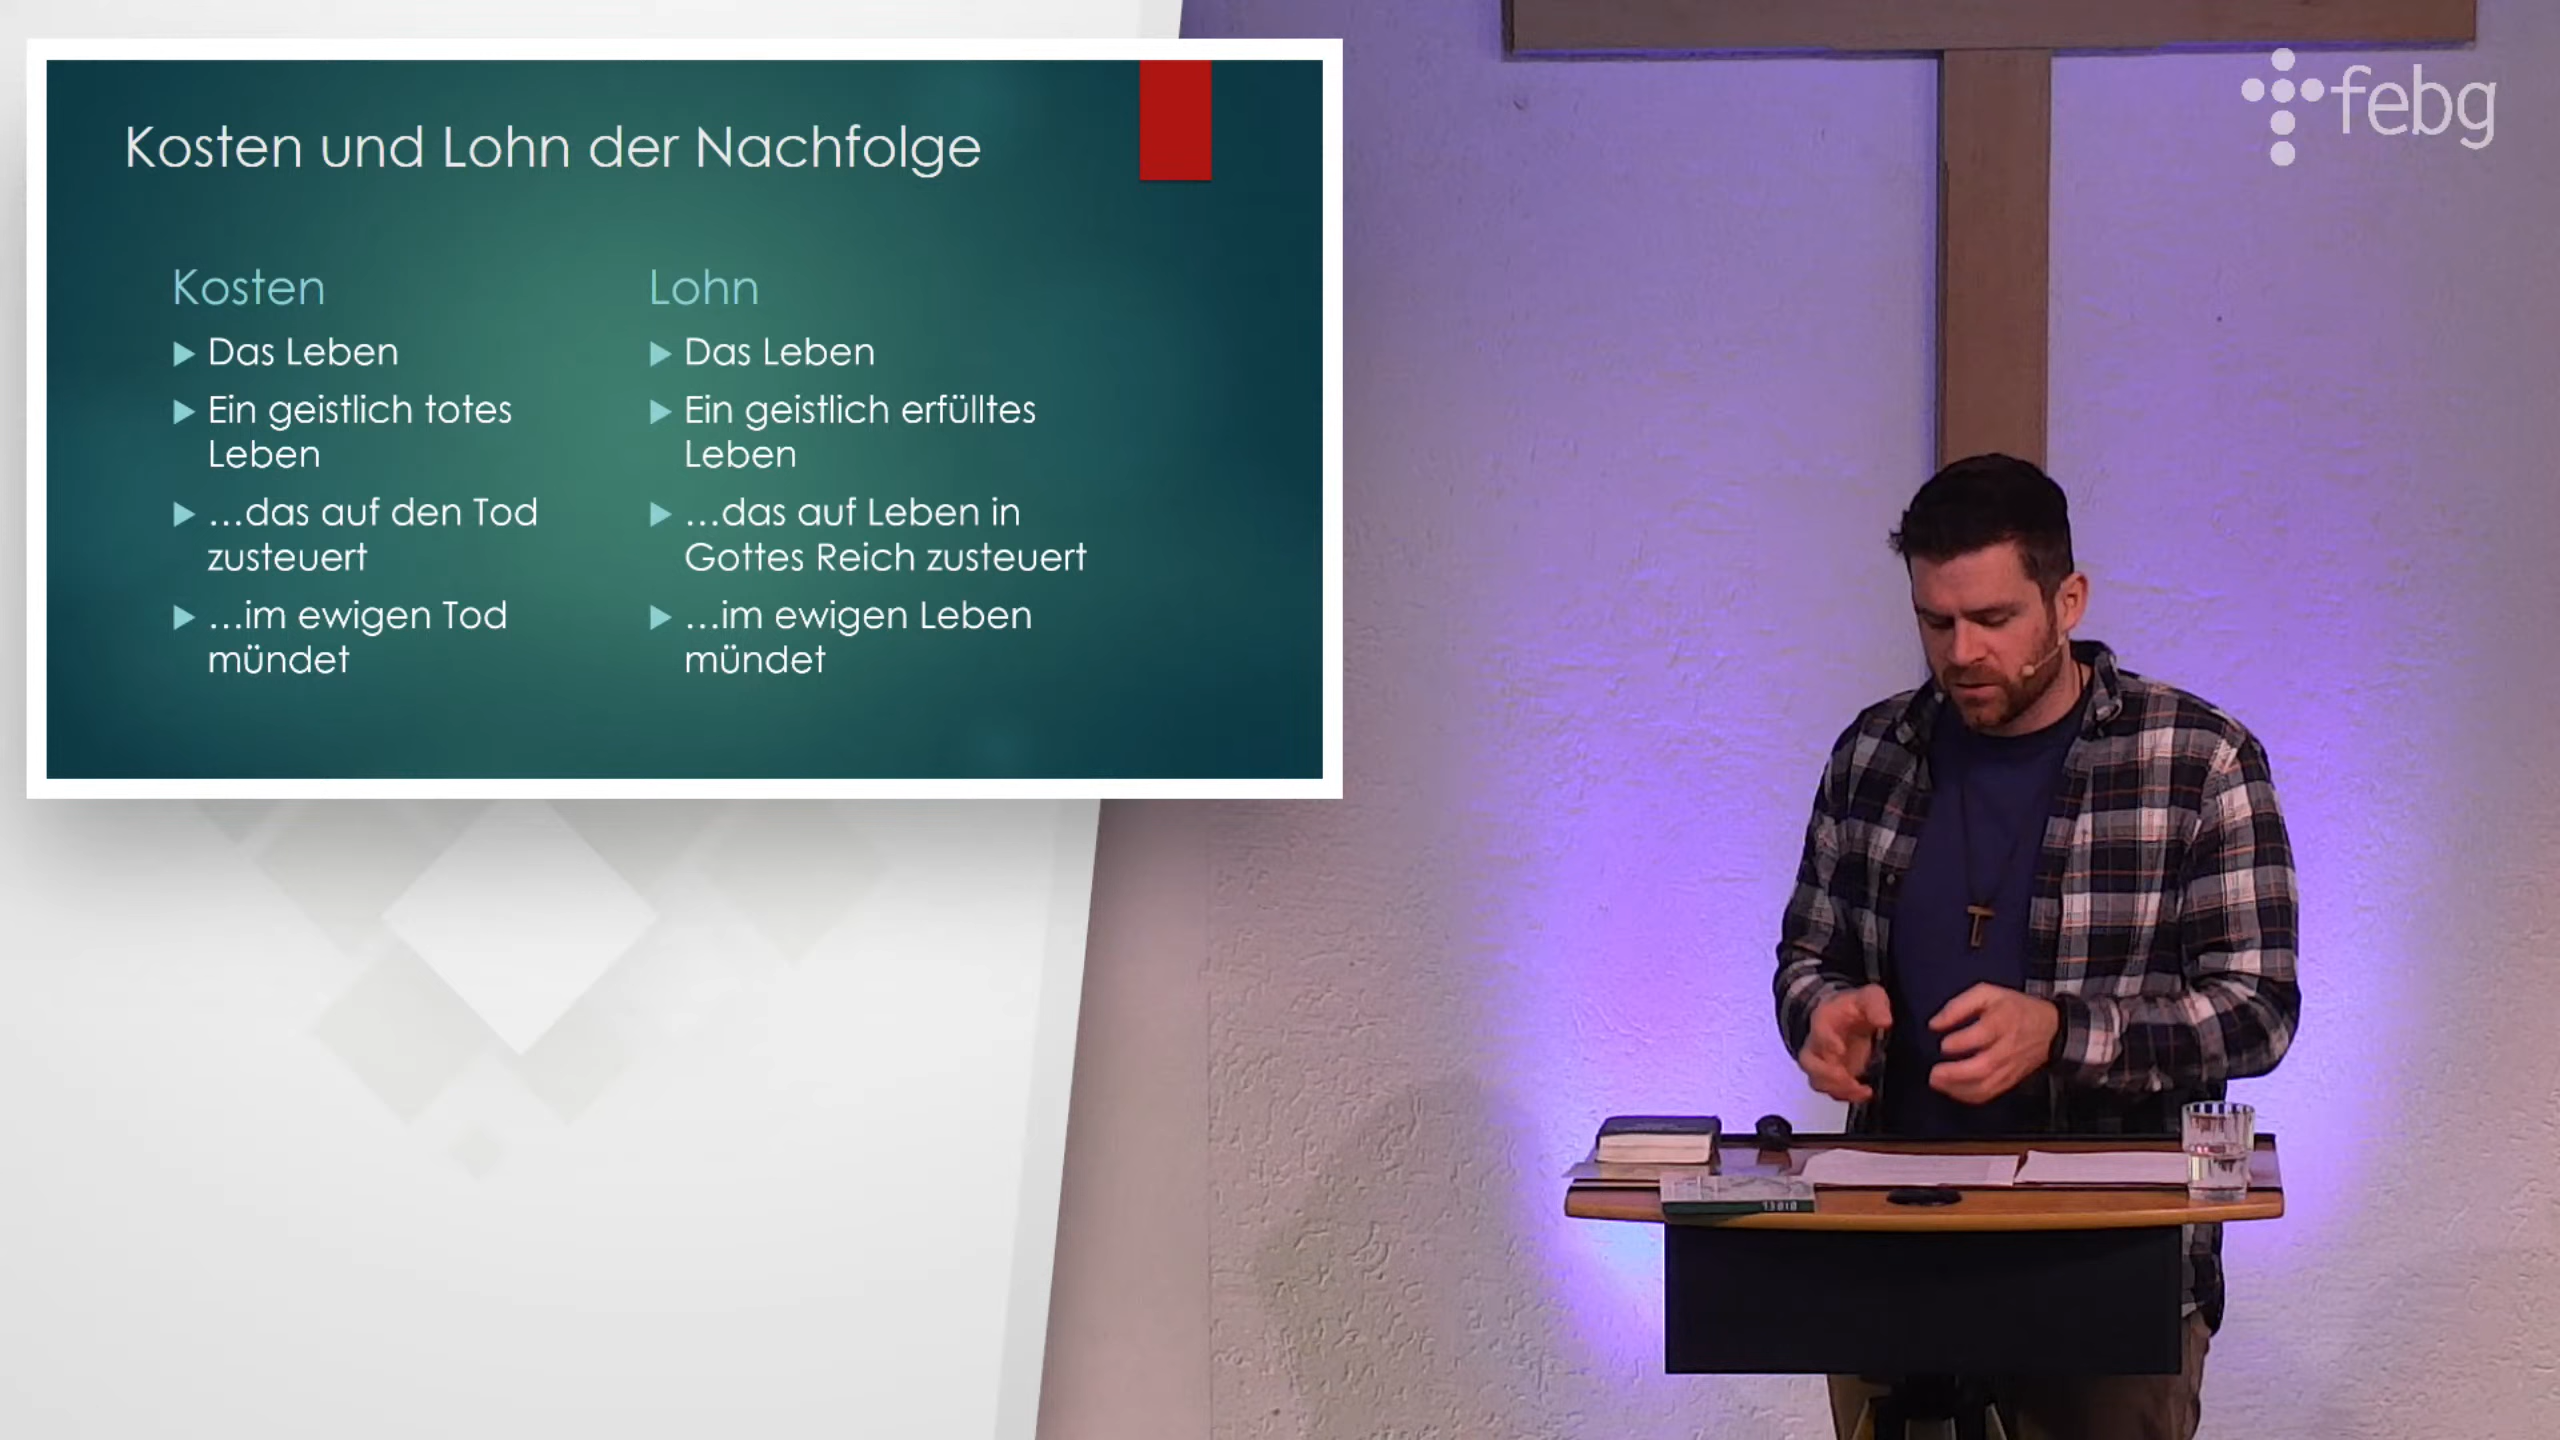 Kosten und Lohn der Nachfolge
Kosten
Das Leben
Ein geistlich totes
Leben
…das auf den Tod
zusteuert
…im ewigen Tod
mündet
Lohn
Das Leben
Ein geistlich erfülltes
Leben
…das auf Leben in
Gottes Reich zusteuert
…im ewigen Leben
mündet
febg
BIBEL